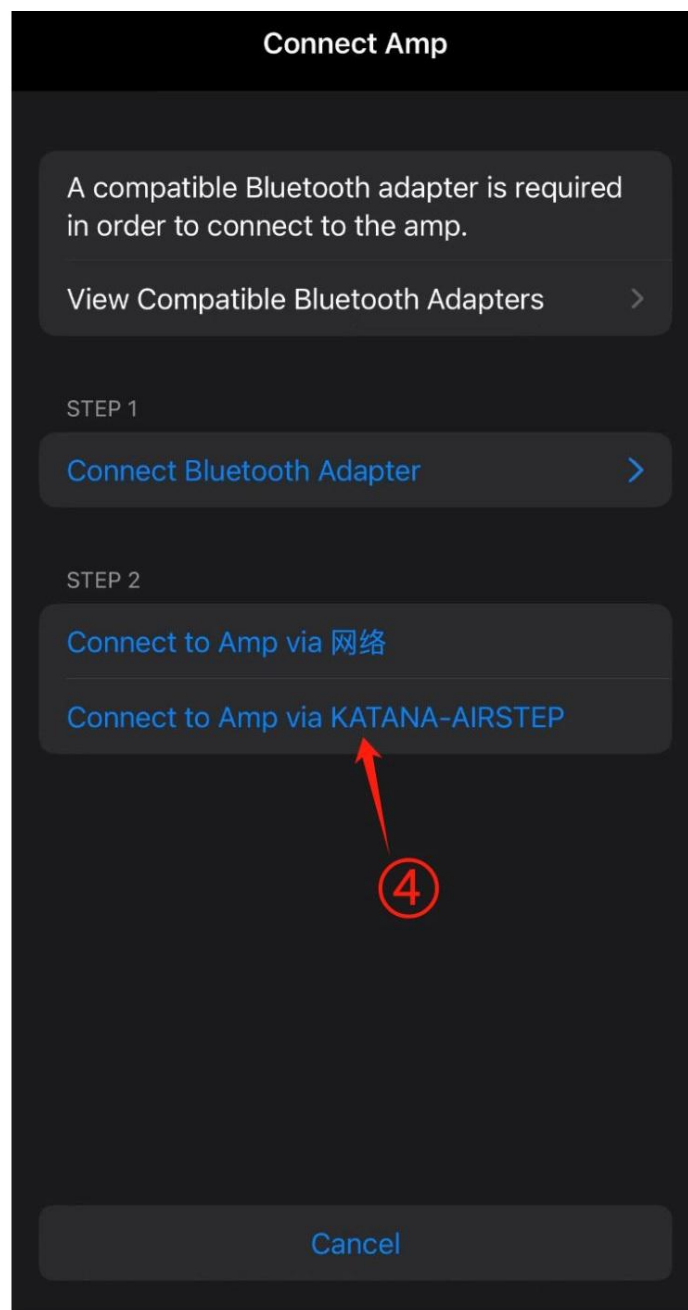 Connect Amp
A compatible Bluetooth adapter is required
in order to connect to the amp.
View Compatible Bluetooth Adapters
STEP 1
Connect Bluetooth Adapter
STEP 2
Connect to Amp via 网络
Connect to Amp via KATANA-AIRSTEP
④
Cancel